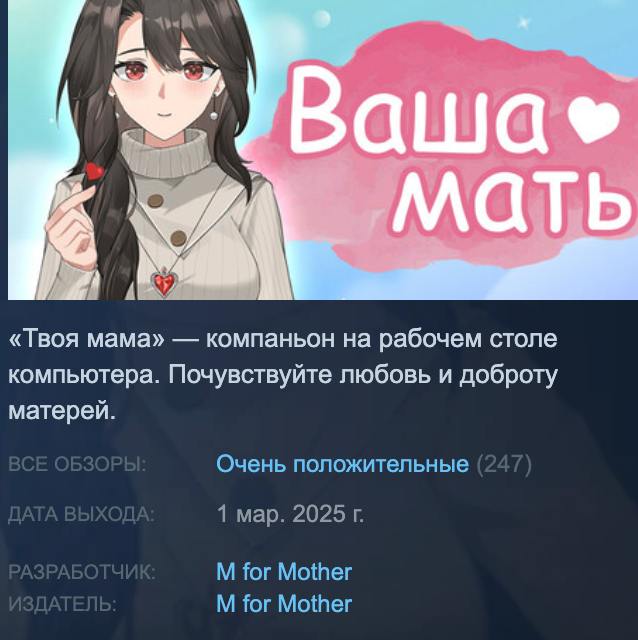 Ваша
мать
«Твоя мама» — компаньон на рабочем столе
компьютера. Почувствуйте любовь и доброту
матерей.
ВСЕ ОБЗОРЫ: Очень положительные (247)
ДАТА ВЫХОДА: 1 мар. 2025 г.
РАЗРАБОТЧИК: M for Mother
ИЗДАТЕЛЬ: M for Mother